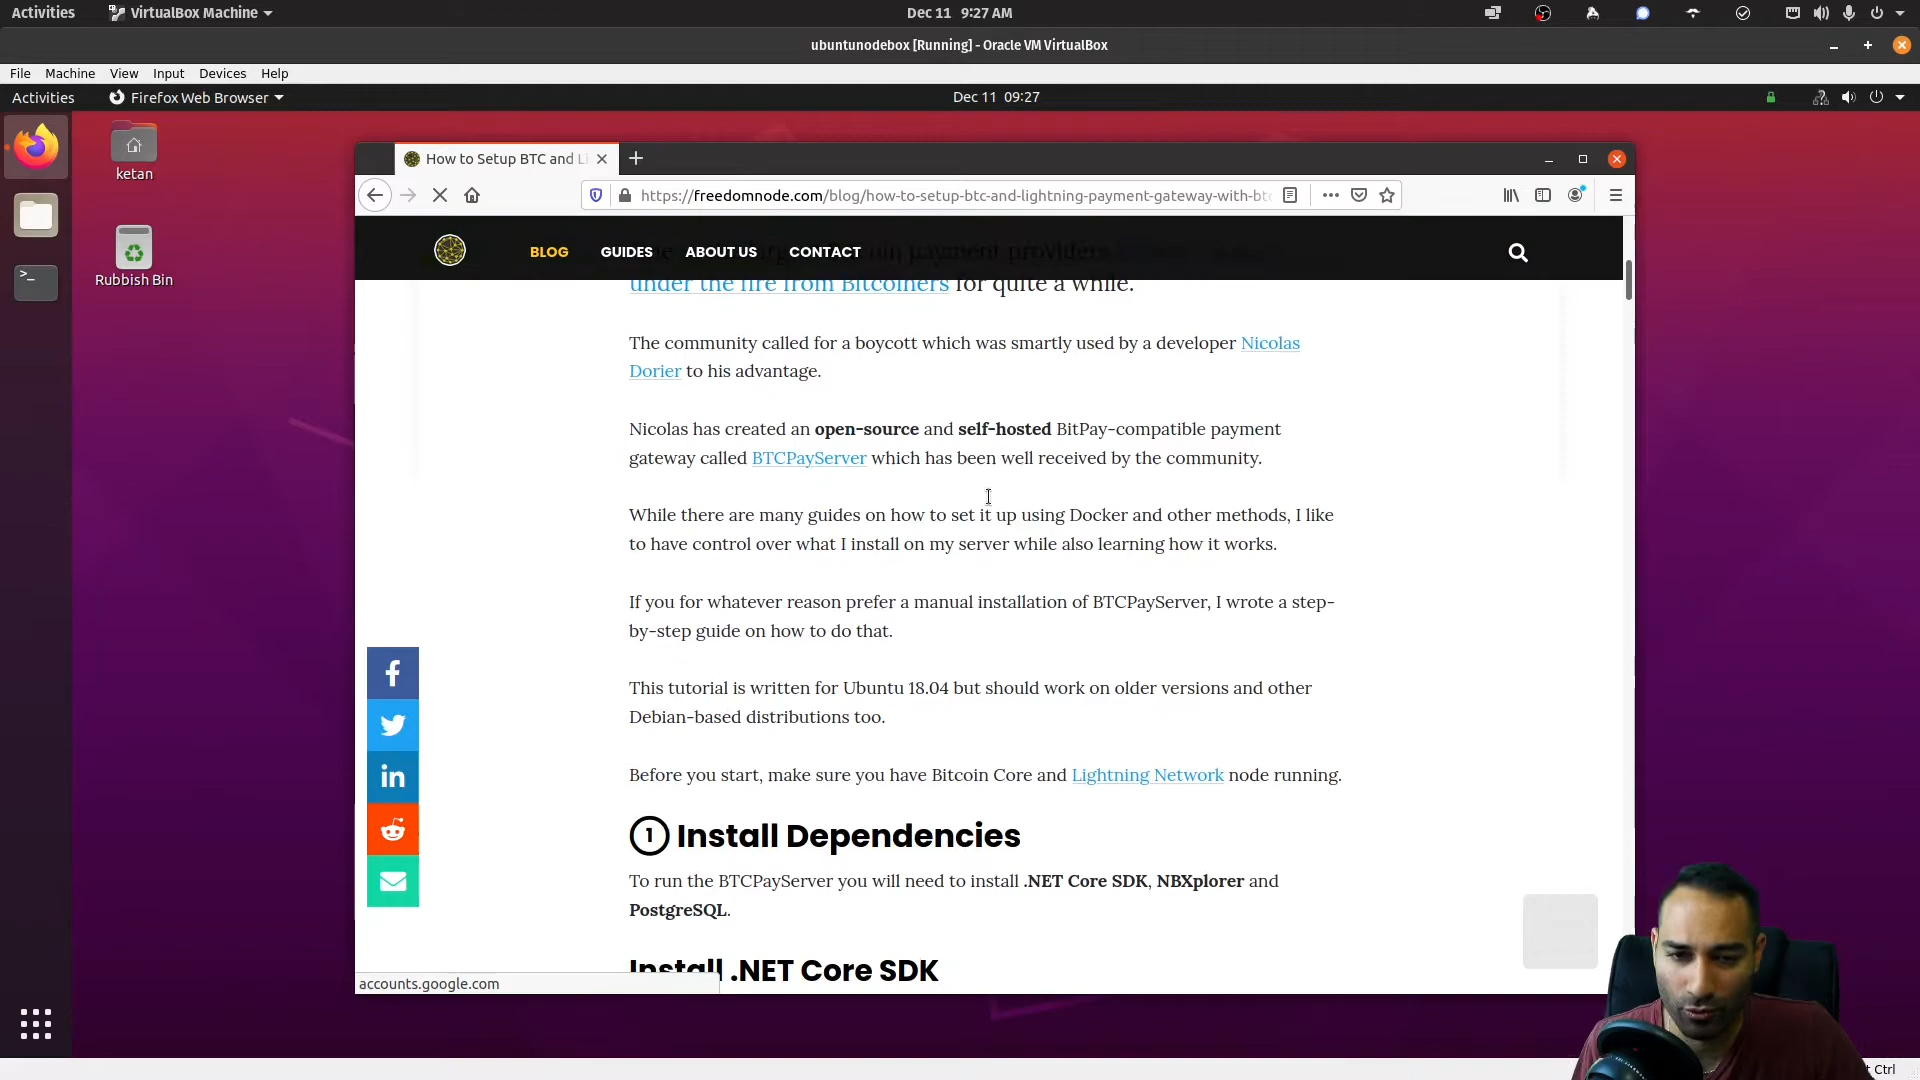 Activities
VirtualBox Machine
Dec 11 9:27 AM
ubuntunodebox [Running] - Oracle VM VirtualBox
File Machine View Input Devices Help
Activities
Firefox Web Browser
Dec 11 09:27
ketan
Rubbish Bin
How to Setup BTC and Li
https://freedomnode.com/blog/how-to-setup-btc-and-lightning-payment-gateway-with-btc
BLOG GUIDES ABOUT US CONTACT
under the fire from Bitcoiners for quite a while.
The community called for a boycott which was smartly used by a developer Nicolas
Dorier to his advantage.
Nicolas has created an open-source and self-hosted BitPay-compatible payment
gateway called BTCPayServer which has been well received by the community.
While there are many guides on how to set it up using Docker and other methods, I like
to have control over what I install on my server while also learning how it works.
If you for whatever reason prefer a manual installation of BTCPayServer, I wrote a step-
by-step guide on how to do that.
This tutorial is written for Ubuntu 18.04 but should work on older versions and other
Debian-based distributions too.
Before you start, make sure you have Bitcoin Core and Lightning Network node running.
1 Install Dependencies
To run the BTCPayServer you will need to install .NET Core SDK, NBXplorer and
PostgreSQL.
Install .NET Core SDK
accounts.google.com
Ctrl